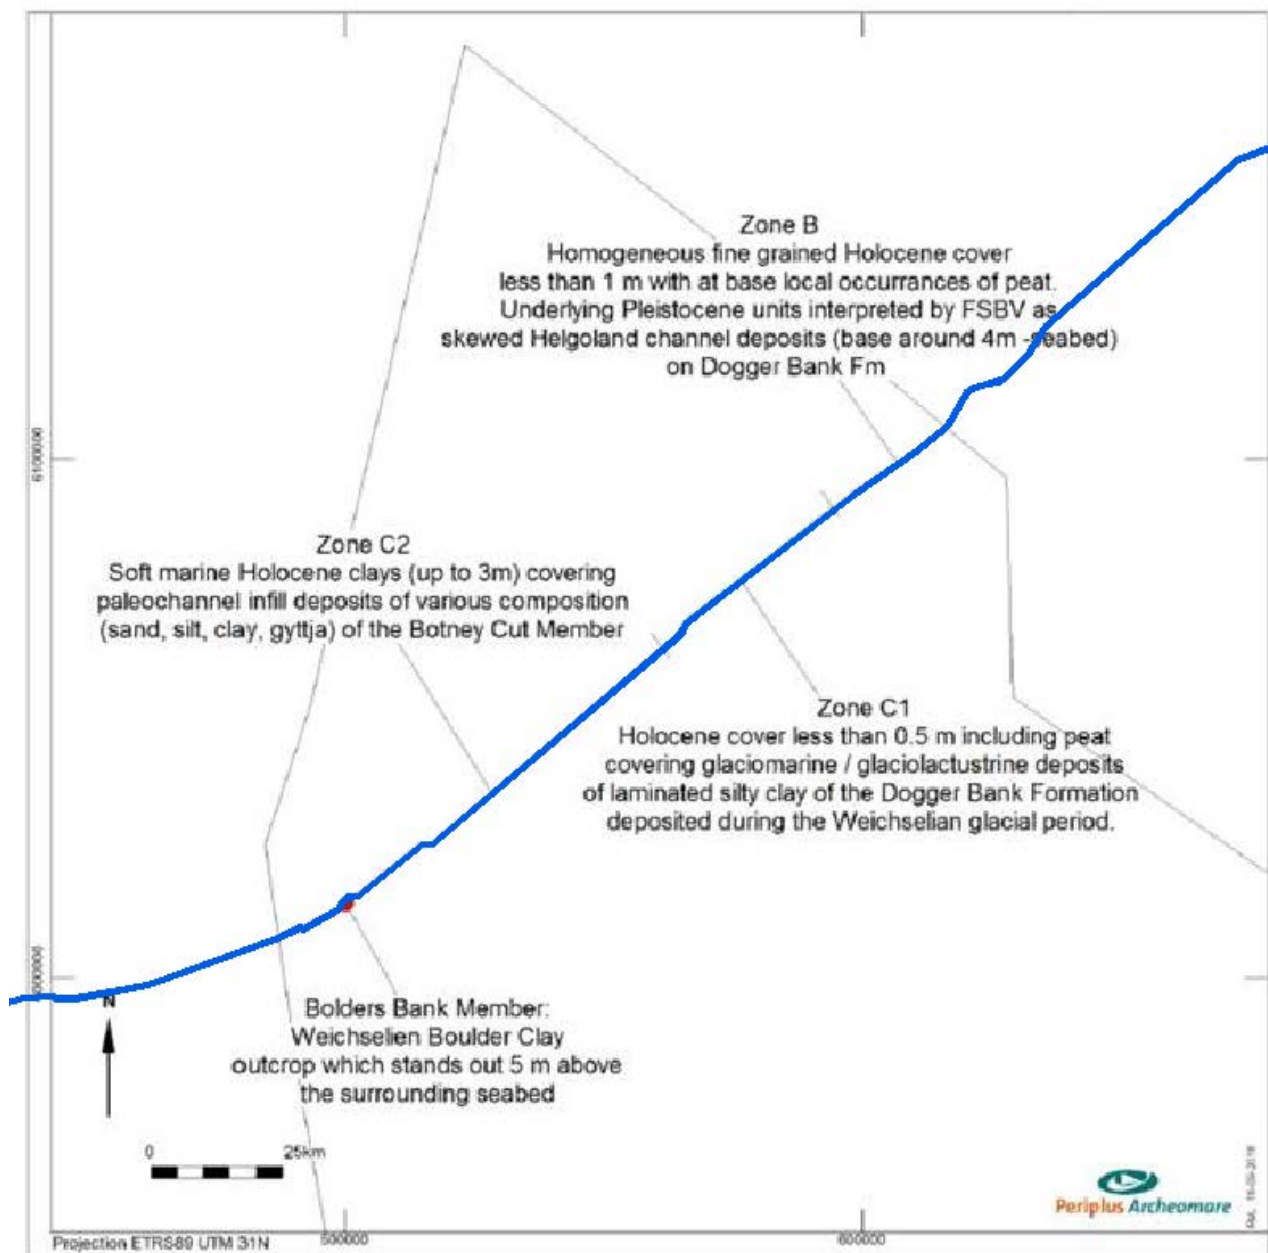 Zone B
Homogeneous fine grained Holocene cover
less than 1 m with at base local occurrances of peat.
Underlying Pleistocene units interpreted by FSBV as
skewed Helgoland channel deposits (base around 4m -seabed)
on Dogger Bank Fm
6100000
Zone C2
Soft marine Holocene clays (up to 3m) covering
paleochannel infill deposits of various composition
(sand, silt, clay, gyttja) of the Botney Cut Member
Zone C1
Holocene cover less than 0.5 m including peat
covering glaciomarine / glaciolactustrine deposits
of laminated silty clay of the Dogger Bank Formation
deposited during the Weichselian glacial period.
N
Bolders Bank Member:
Weichselien Boulder Clay
outcrop which stands out 5 m above
the surrounding seabed
0 25km
Periplus Archeomare
Projection ETRS89 UTM 31N
500000
600000